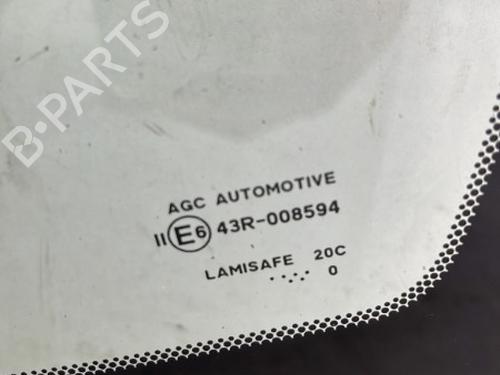 B-PARTS
AGC AUTOMOTIVE
II E6 43R-008594
LAMISAFE 20C
..... 0